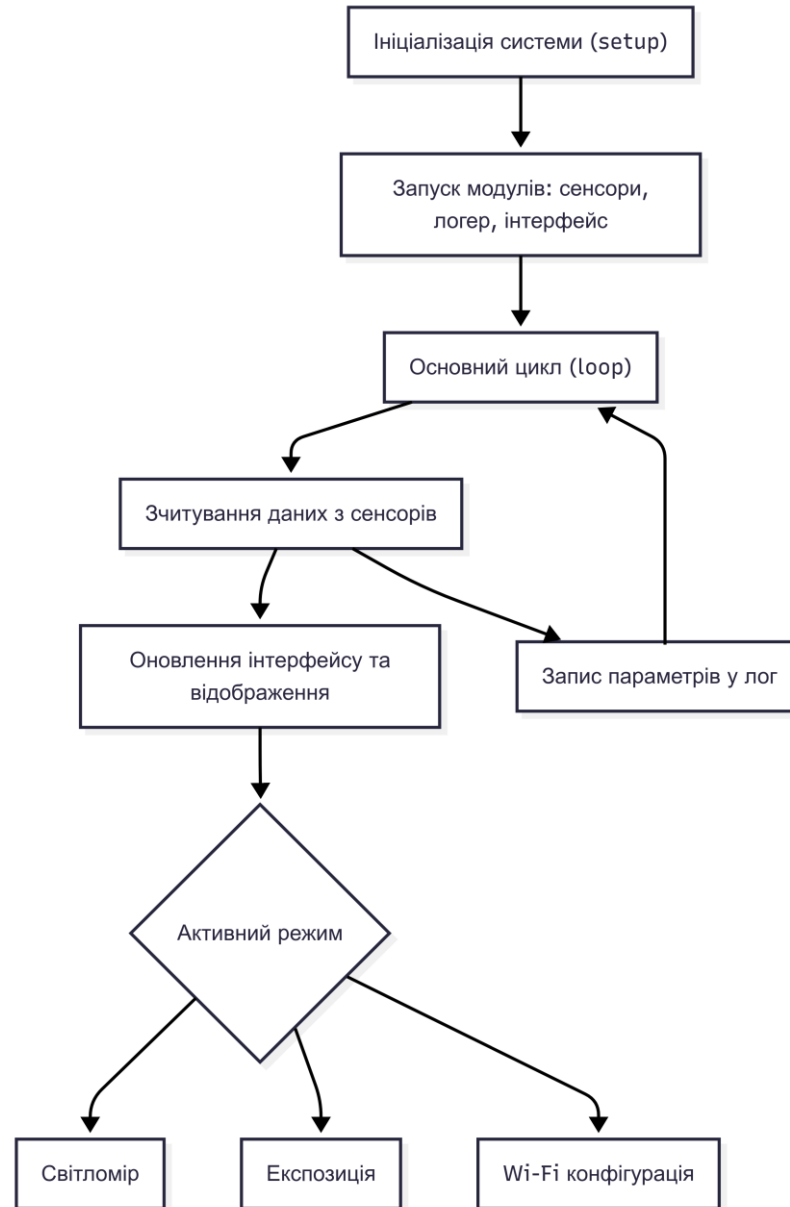 Ініціалізація системи (setup)
Запуск модулів: сенсори,
логер, інтерфейс
Основний цикл (loop)
Зчитування даних з сенсорів
Оновлення інтерфейсу та
відображення
Запис параметрів у лог
Активний режим
Світломір
Експозиція
Wi-Fi конфігурація